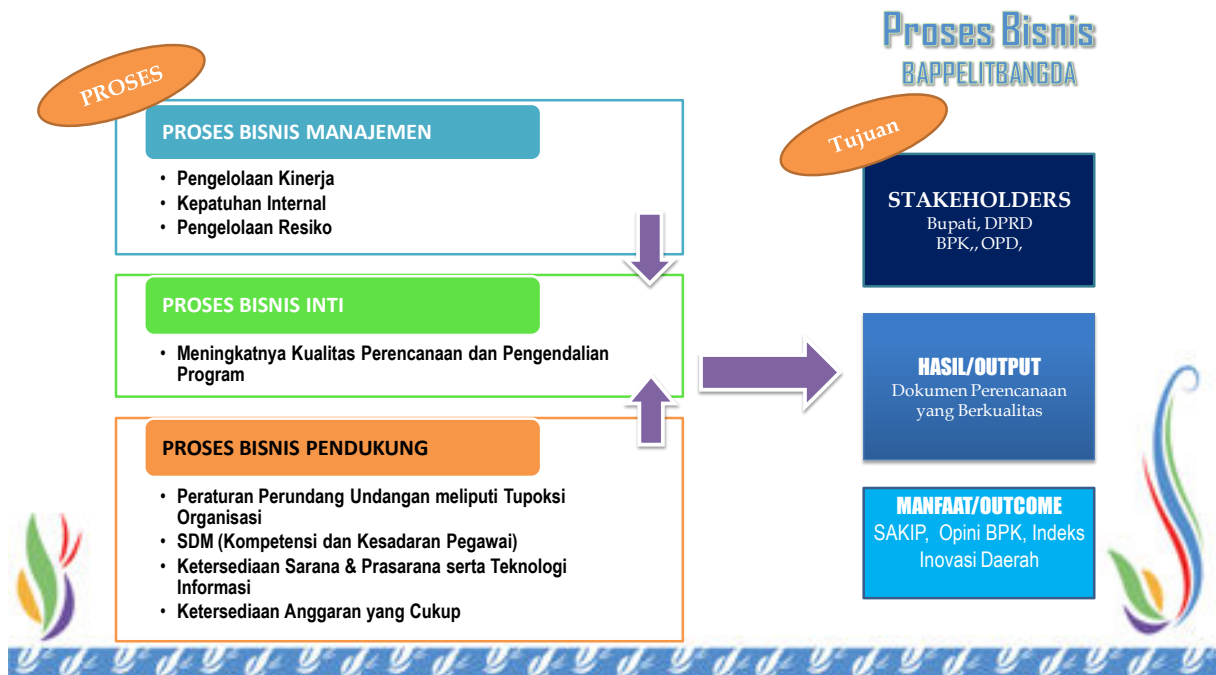 Proses Bisnis
BAPPELITBANGDA
PROSES
PROSES BISNIS MANAJEMEN
• Pengelolaan Kinerja
• Kepatuhan Internal
• Pengelolaan Resiko
PROSES BISNIS INTI
• Meningkatnya Kualitas Perencanaan dan Pengendalian
Program
PROSES BISNIS PENDUKUNG
• Peraturan Perundang Undangan meliputi Tupoksi
Organisasi
• SDM (Kompetensi dan Kesadaran Pegawai)
• Ketersediaan Sarana & Prasarana serta Teknologi
Informasi
• Ketersediaan Anggaran yang Cukup
Tujuan
STAKEHOLDERS
Bupati, DPRD
BPK,, OPD,
HASIL/OUTPUT
Dokumen Perencanaan
yang Berkualitas
MANFAAT/OUTCOME
SAKIP, Opini BPK, Indeks
Inovasi Daerah